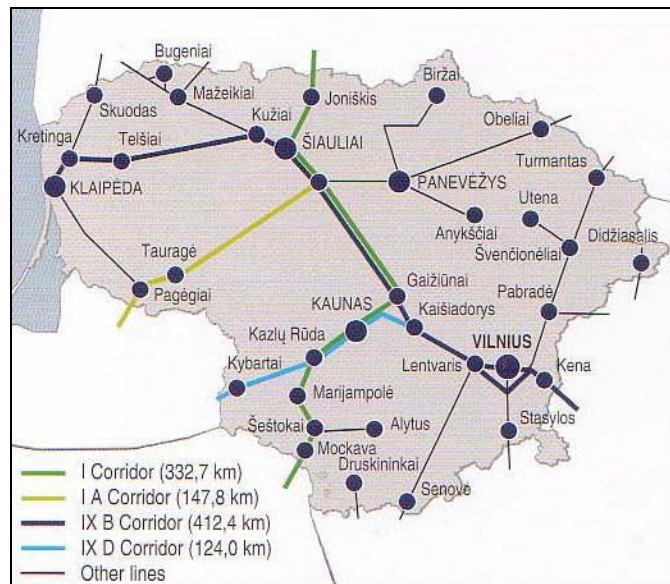 Bugeniai
Biržai
Skuodas
Mažeikiai
Joniškis
Obeliai
Kretinga
Telšiai
Kužiai
ŠIAULIAI
Turmantas
KLAIPĖDA
PANEVĖŽYS
Utena
Anykščiai
Švenčionėliai
Didžiasalis
Tauragė
Pagėgiai
Gaižiūnai
Pabradė
KAUNAS
Kaišiadorys
Kazlų Rūda
VILNIUS
Kybartai
Lentvaris
Kena
Marijampolė
Šeštokai
Alytus
Stasylos
Mockava
Druskininkai
Senovė
I Corridor (332,7 km)
I A Corridor (147,8 km)
IX B Corridor (412,4 km)
IX D Corridor (124,0 km)
Other lines